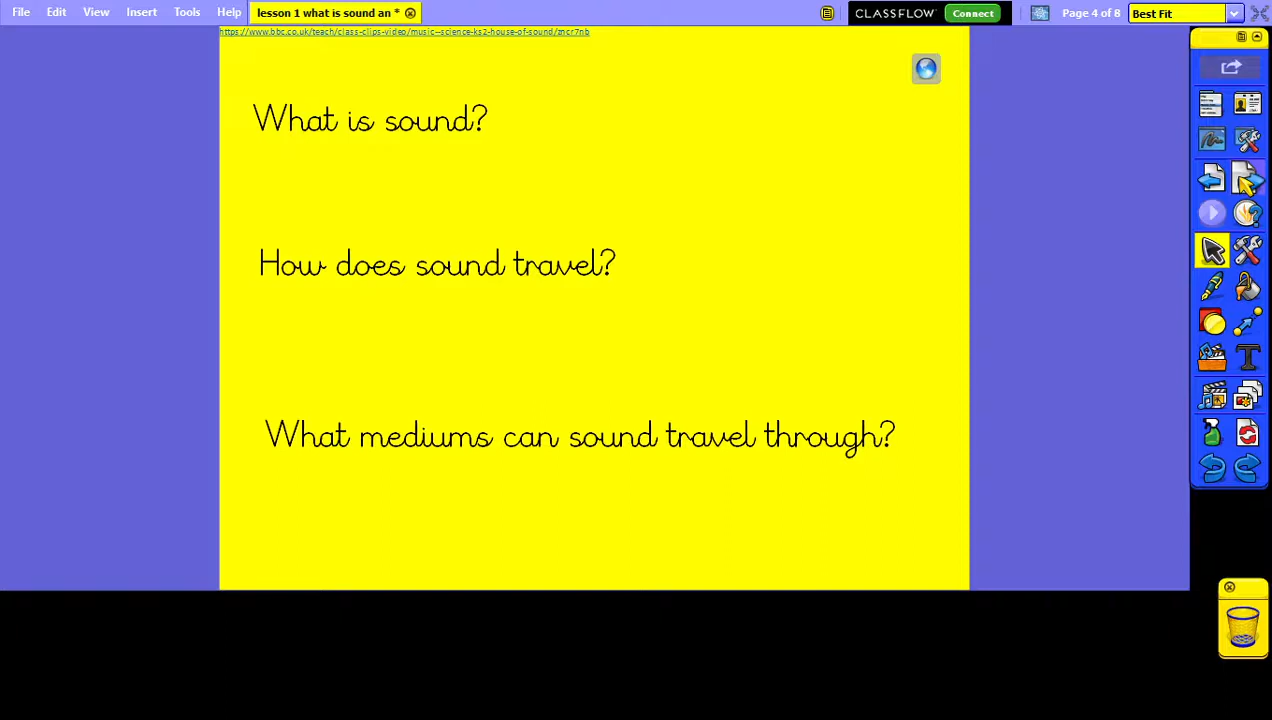 File Edit View Insert Tools Help
lesson 1 what is sound an *
CLASSFLOW Connect
Page 4 of 8
Best Fit
https://www.bbc.co.uk/teach/class-clips-video/music--science-ks2-house-of-sound/zncr7nb
What is sound?
How does sound travel?
What mediums can sound travel through?